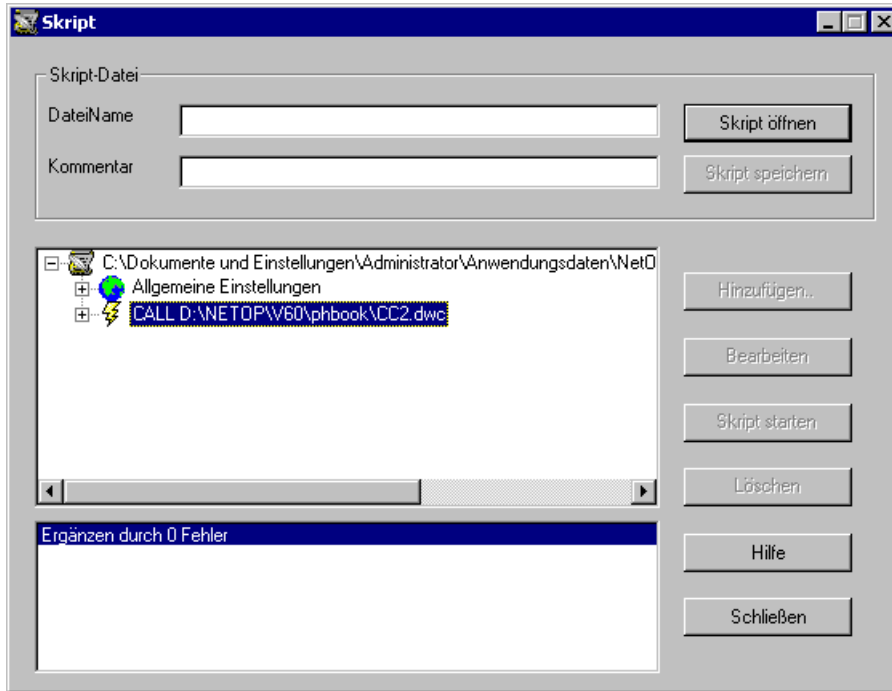 Skript
Skript-Datei
DateiName
Skript öffnen
Kommentar
Skript speichern
C:\Dokumente und Einstellungen\Administrator\Anwendungsdaten\NetO
Allgemeine Einstellungen
CALL D:\NETOP\V60\phbook\CC2.dwc
Hinzufügen..
Bearbeiten
Skript starten
Löschen
Ergänzen durch 0 Fehler
Hilfe
Schließen